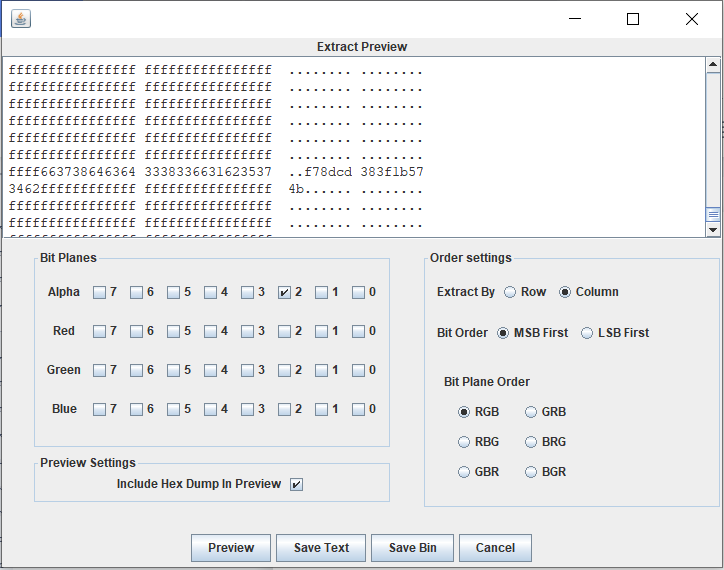 Extract Preview
ffffffffffffffff ffffffffffffffff ........ ........
ffffffffffffffff ffffffffffffffff ........ ........
ffffffffffffffff ffffffffffffffff ........ ........
ffffffffffffffff ffffffffffffffff ........ ........
ffffffffffffffff ffffffffffffffff ........ ........
ffffffffffffffff ffffffffffffffff ........ ........
ffff663738646364 3338336631623537 ..f78dcd 383f1b57
3462ffffffffffff ffffffffffffffff 4b...... ........
ffffffffffffffff ffffffffffffffff ........ ........
ffffffffffffffff ffffffffffffffff ........ ........
Bit Planes
Alpha 7 6 5 4 3 2 1 0
Red 7 6 5 4 3 2 1 0
Green 7 6 5 4 3 2 1 0
Blue 7 6 5 4 3 2 1 0
Preview Settings
Include Hex Dump In Preview
Order settings
Extract By Row Column
Bit Order MSB First LSB First
Bit Plane Order
RGB GRB
RBG BRG
GBR BGR
Preview Save Text Save Bin Cancel